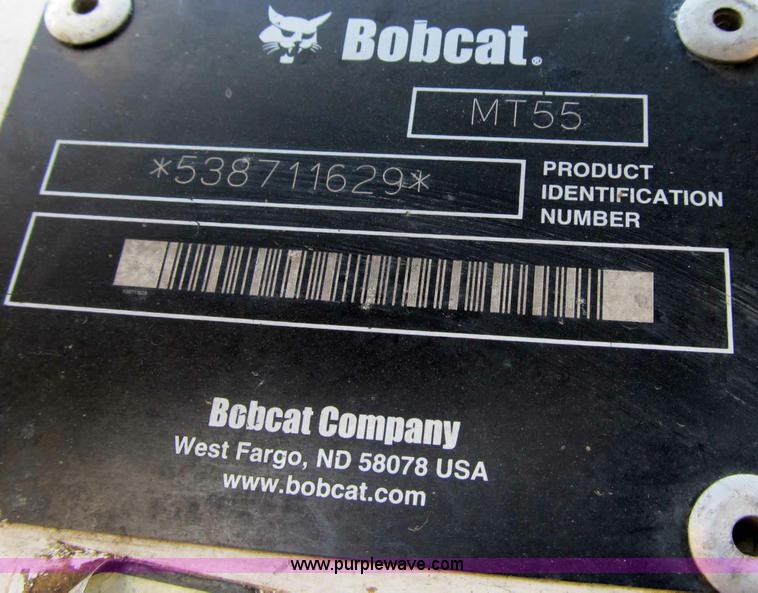 Bobcat®
MT55
*538711629*
PRODUCT
IDENTIFICATION
NUMBER
Bobcat Company
West Fargo, ND 58078 USA
www.bobcat.com
www.purplewave.com